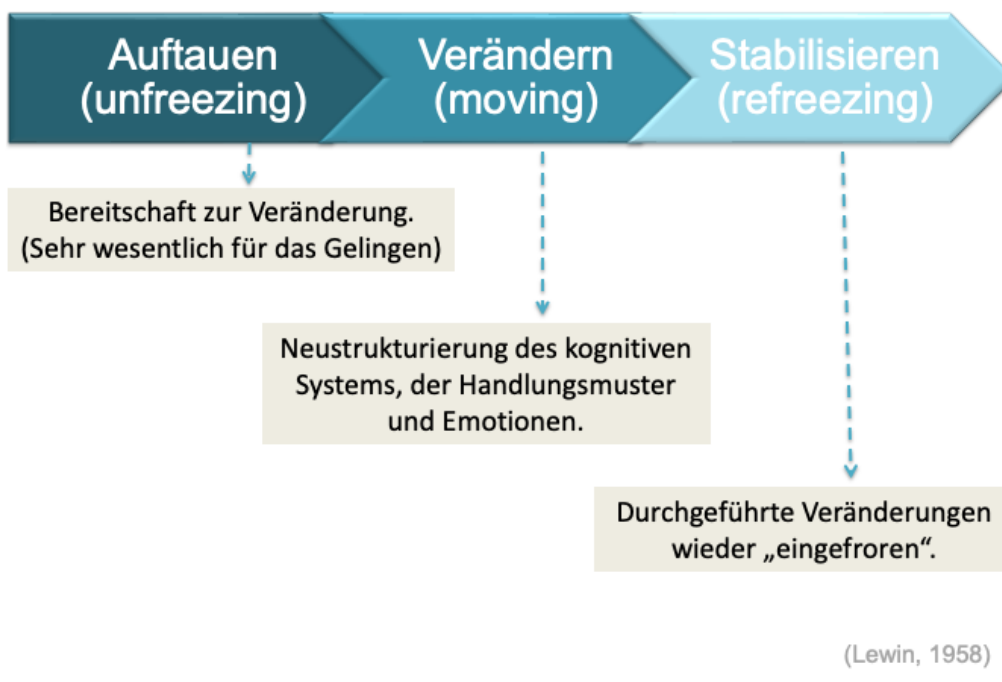 Auftauen
(unfreezing)
Verändern
(moving)
Stabilisieren
(refreezing)
Bereitschaft zur Veränderung.
(Sehr wesentlich für das Gelingen)
Neustrukturierung des kognitiven
Systems, der Handlungsmuster
und Emotionen.
Durchgeführte Veränderungen
wieder „eingefroren“.
(Lewin, 1958)